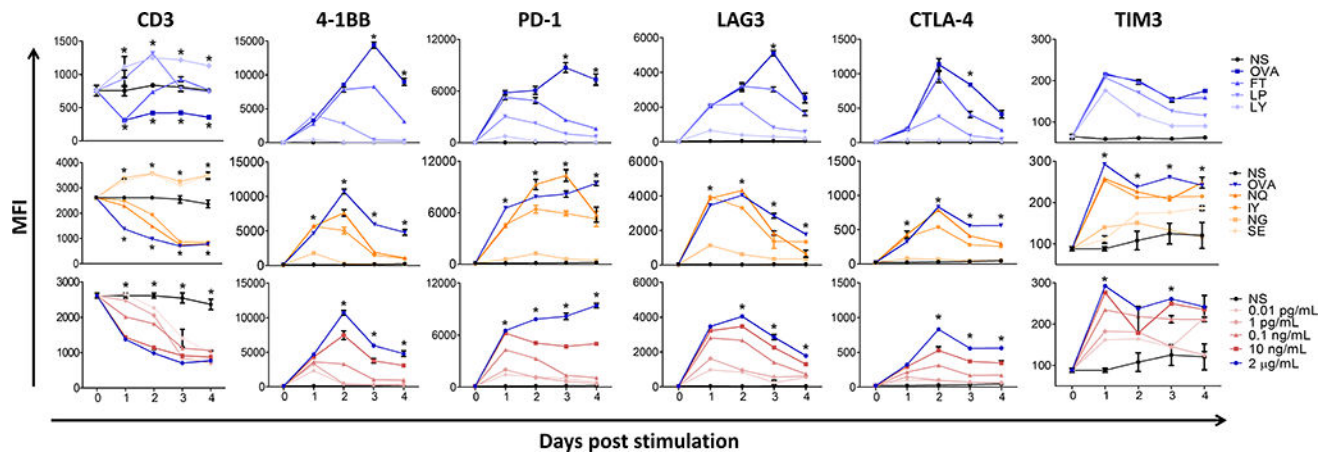 CD3 4-1BB PD-1 LAG3 CTLA-4 TIM3
1500 1000 500 0
15000 10000 5000 0
12000 6000 0
6000 4000 2000 0
1500 1000 500 0
300 200 100
* * * * * * * * * * * * *
NS
OVA
FT
LP
LY
4000 3000 2000 1000 0
15000 10000 5000 0
12000 6000 0
6000 4000 2000 0
1500 1000 500 0
300 200 100
NS
OVA
NQ
IY
NG
SE
MFI
3000 2000 1000 0
15000 10000 5000 0
12000 6000 0
6000 4000 2000 0
1500 1000 500 0
300 200 100
NS
0.01 pg/mL
1 pg/mL
0.1 ng/mL
10 ng/mL
2 µg/mL
0 1 2 3 4 0 1 2 3 4 0 1 2 3 4 0 1 2 3 4 0 1 2 3 4 0 1 2 3 4
Days post stimulation